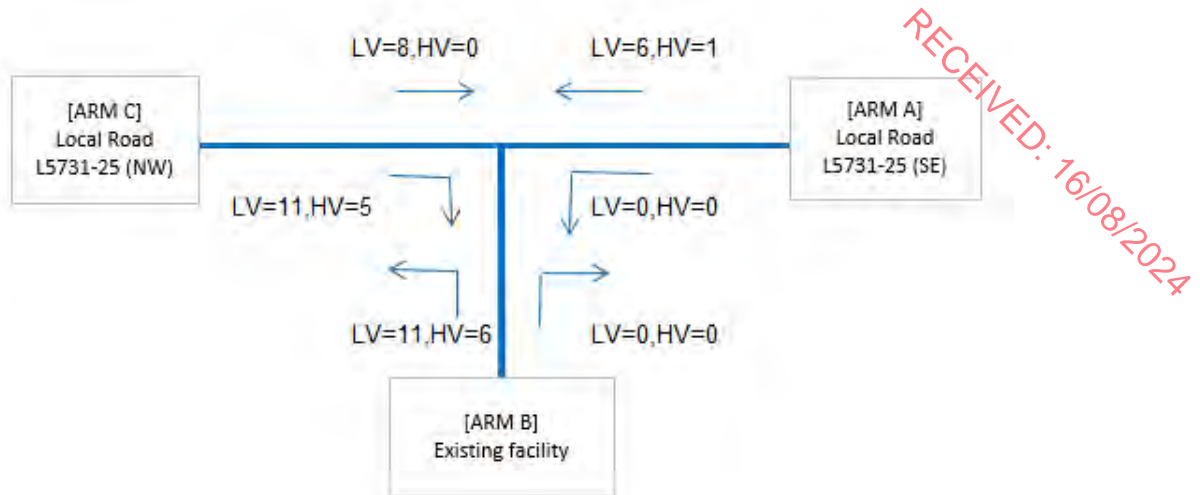 LV=8,HV=0
LV=6,HV=1
RECEIVED: 16/08/2024
[ARM C]
Local Road
L5731-25 (NW)
[ARM A]
Local Road
L5731-25 (SE)
LV=11,HV=5
LV=0,HV=0
LV=11,HV=6
LV=0,HV=0
[ARM B]
Existing facility